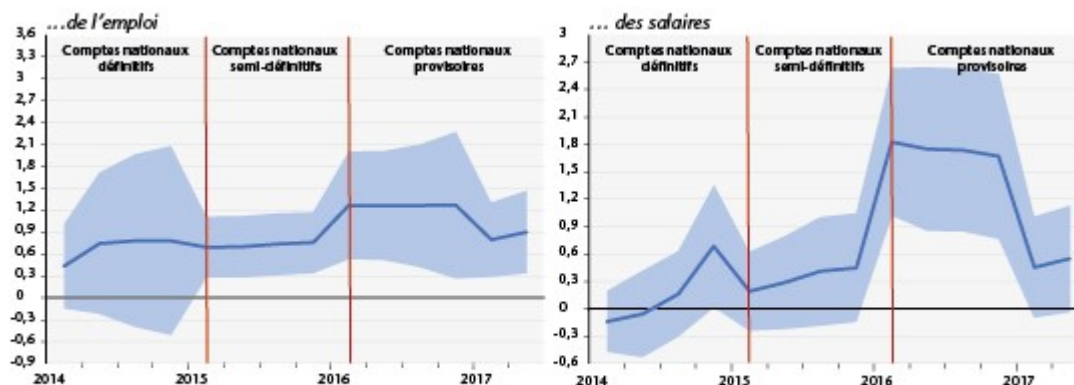 ...de l'emploi
3,6
Comptes nationaux
définitifs
Comptes nationaux
semi-définitifs
Comptes nationaux
provisoires
3,3
3
2,7
2,4
2,1
1,8
1,5
1,2
0,9
0,6
0,3
0
-0,3
-0,6
-0,9
2014
2015
2016
2017
... des salaires
3
Comptes nationaux
définitifs
Comptes nationaux
semi-définitifs
Comptes nationaux
provisoires
2,7
2,4
2,1
1,8
1,5
1,2
0,9
0,6
0,3
0
-0,3
-0,6
2014
2015
2016
2017